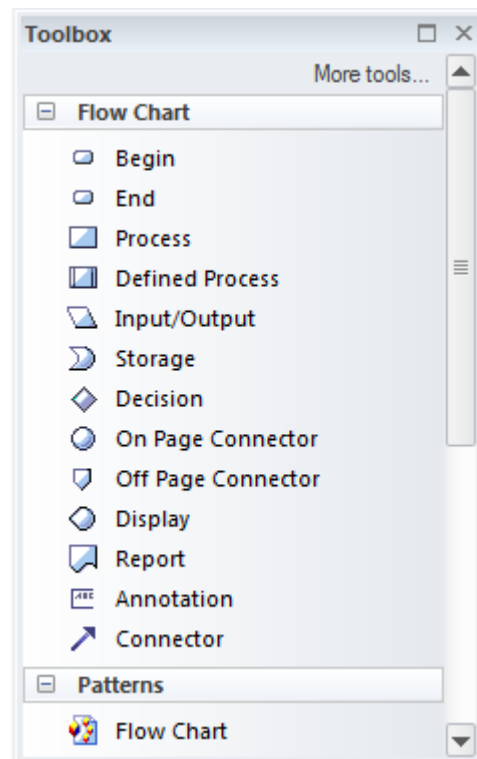 Toolbox
More tools...
Flow Chart
Begin
End
Process
Defined Process
Input/Output
Storage
Decision
On Page Connector
Off Page Connector
Display
Report
Annotation
Connector
Patterns
Flow Chart